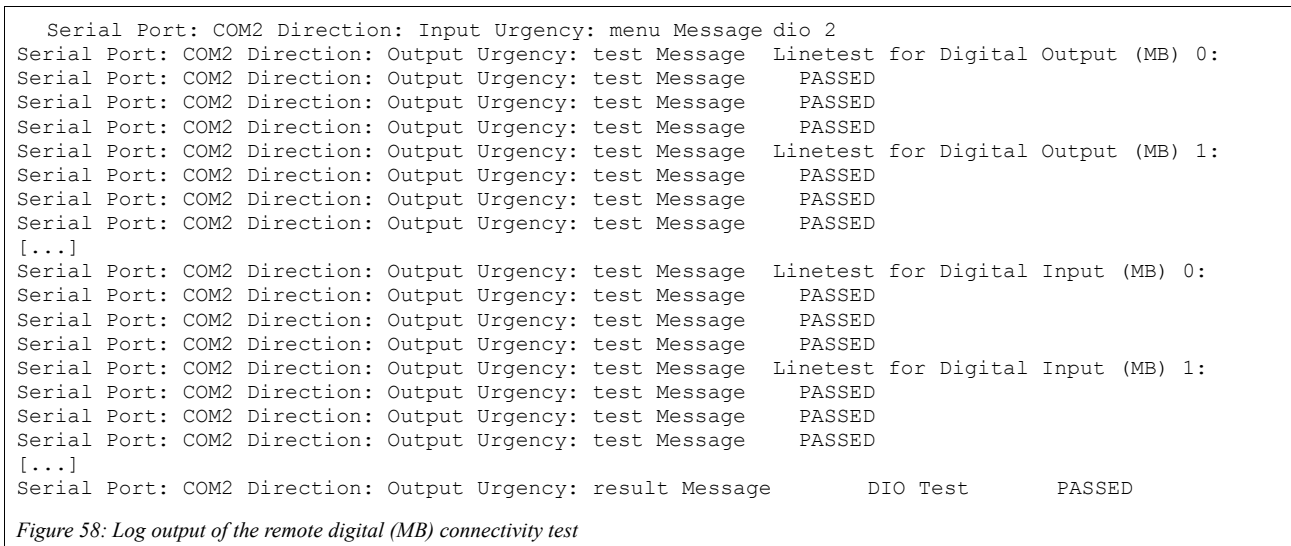 Serial Port: COM2 Direction: Input Urgency: menu Message dio 2
Serial Port: COM2 Direction: Output Urgency: test Message  Linetest for Digital Output (MB) 0:
Serial Port: COM2 Direction: Output Urgency: test Message    PASSED
Serial Port: COM2 Direction: Output Urgency: test Message    PASSED
Serial Port: COM2 Direction: Output Urgency: test Message    PASSED
Serial Port: COM2 Direction: Output Urgency: test Message  Linetest for Digital Output (MB) 1:
Serial Port: COM2 Direction: Output Urgency: test Message    PASSED
Serial Port: COM2 Direction: Output Urgency: test Message    PASSED
Serial Port: COM2 Direction: Output Urgency: test Message    PASSED
[...]
Serial Port: COM2 Direction: Output Urgency: test Message  Linetest for Digital Input (MB) 0:
Serial Port: COM2 Direction: Output Urgency: test Message    PASSED
Serial Port: COM2 Direction: Output Urgency: test Message    PASSED
Serial Port: COM2 Direction: Output Urgency: test Message    PASSED
Serial Port: COM2 Direction: Output Urgency: test Message  Linetest for Digital Input (MB) 1:
Serial Port: COM2 Direction: Output Urgency: test Message    PASSED
Serial Port: COM2 Direction: Output Urgency: test Message    PASSED
Serial Port: COM2 Direction: Output Urgency: test Message    PASSED
[...]
Serial Port: COM2 Direction: Output Urgency: result Message      DIO Test     PASSED
Figure 58: Log output of the remote digital (MB) connectivity test